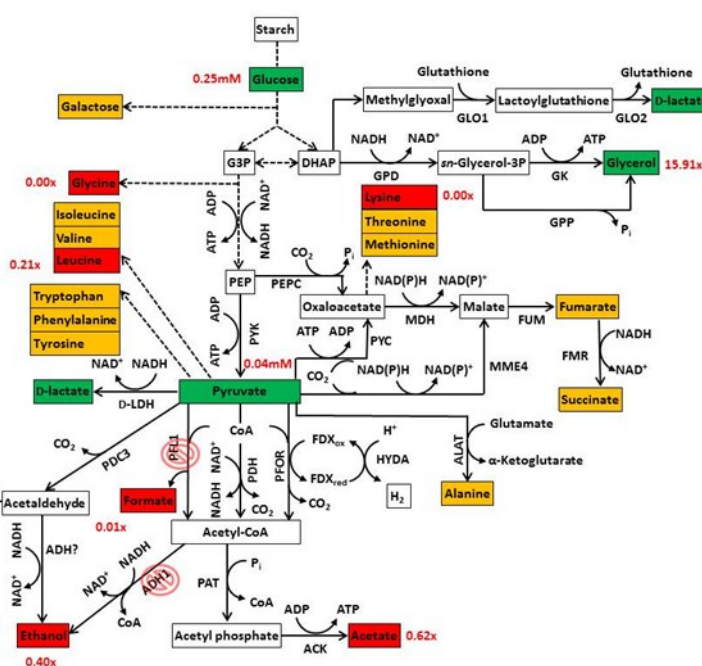 Starch
0.25mM
Glucose
Galactose
Glutathione
Glutathione
Methylglyoxal
Lactoylglutathione
D-lactat
GLO1
GLO2
G3P
DHAP
NADH
NAD⁺
GPD
sn-Glycerol-3P
ADP
ATP
GK
Glycerol
15.91x
GPP
Pi
0.00x
Glycine
ADP
NAD⁺
ATP
NADH
Lysine
0.00x
Threonine
Methionine
Isoleucine
Valine
0.21x
Leucine
CO₂
Pi
PEP
PEPC
Oxaloacetate
NAD(P)H
NAD(P)⁺
MDH
Malate
FUM
Fumarate
Tryptophan
Phenylalanine
Tyrosine
ADP
ATP
PYK
ATP
ADP
PYC
NADH
FMR
NAD⁺
0.04mM
CO₂
NAD(P)H
NAD(P)⁺
MME4
Succinate
NAD⁺
NADH
D-lactate
D-LDH
Pyruvate
CO₂
PDC3
PFL1
CoA
NAD⁺
NADH
PDH
CO₂
PFOR
FDXox
H⁺
FDXred
HYDA
CO₂
H₂
Glutamate
ALAT
α-Ketoglutarate
Alanine
Acetaldehyde
Formate
0.01x
Acetyl-CoA
NADH
NAD⁺
ADH?
NADH
NAD⁺
ADH1
CoA
PAT
Pi
CoA
ADP
ATP
Ethanol
0.40x
Acetyl phosphate
ACK
Acetate
0.62x